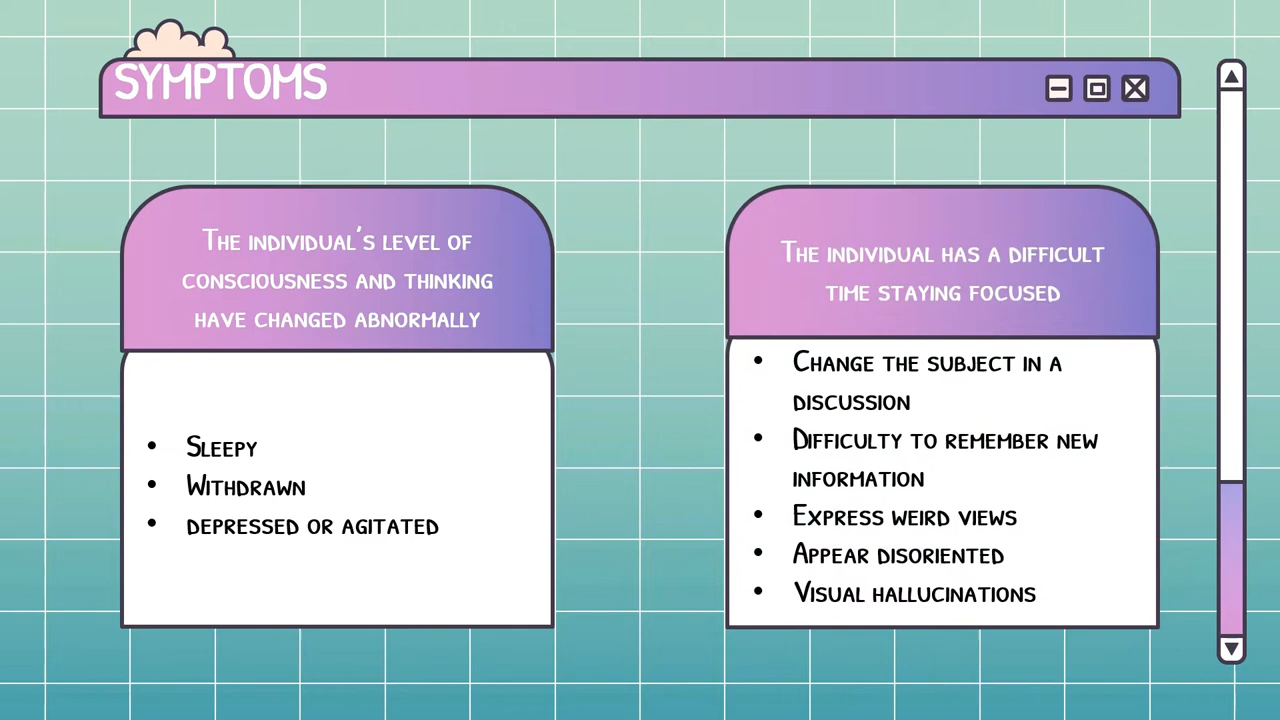 SYMPTOMS
The individual's level of
consciousness and thinking
have changed abnormally
• Sleepy
• Withdrawn
• depressed or agitated
The individual has a difficult
time staying focused
• Change the subject in a
discussion
• Difficulty to remember new
information
• Express weird views
• Appear disoriented
• Visual hallucinations